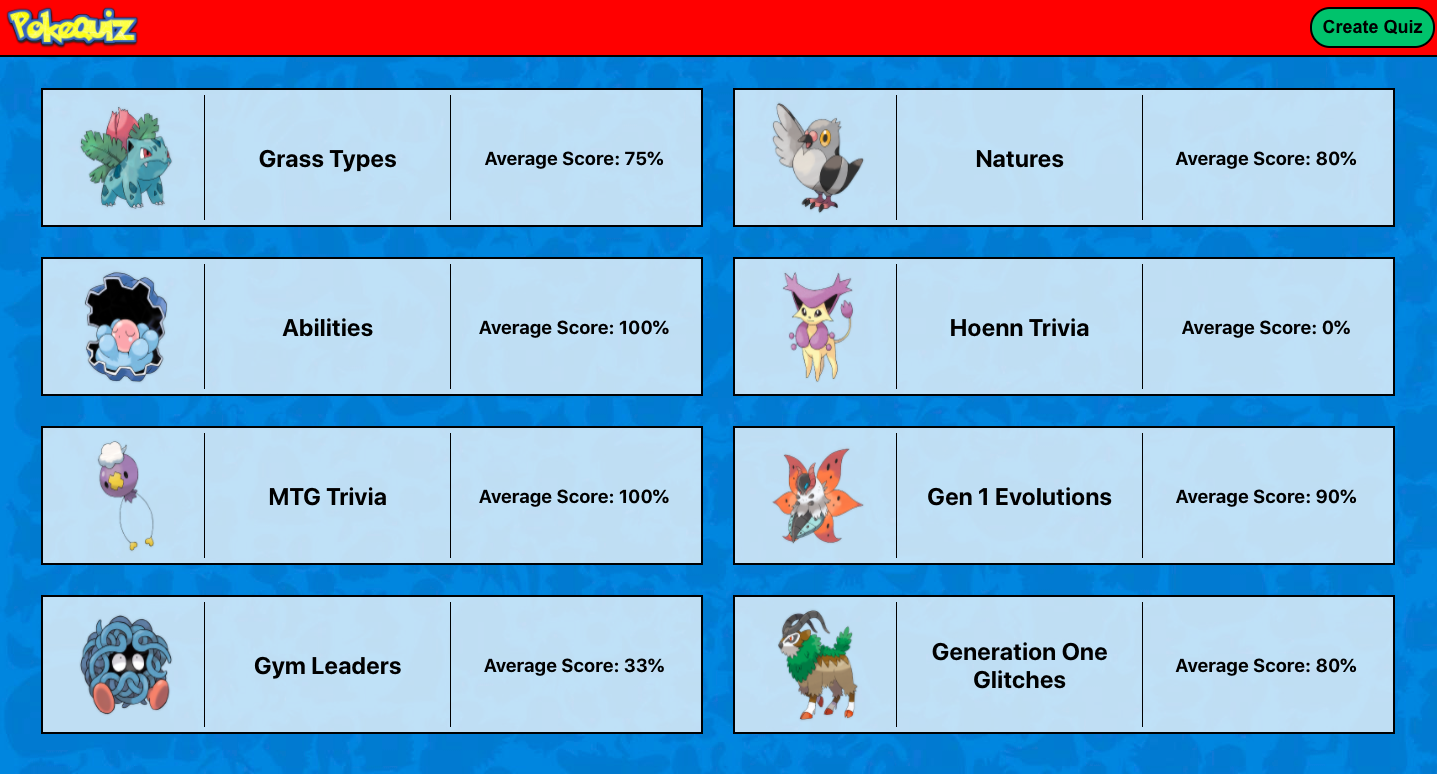 PokeQuiz
Create Quiz
Grass Types
Average Score: 75%
Natures
Average Score: 80%
Abilities
Average Score: 100%
Hoenn Trivia
Average Score: 0%
MTG Trivia
Average Score: 100%
Gen 1 Evolutions
Average Score: 90%
Gym Leaders
Average Score: 33%
Generation One
Glitches
Average Score: 80%